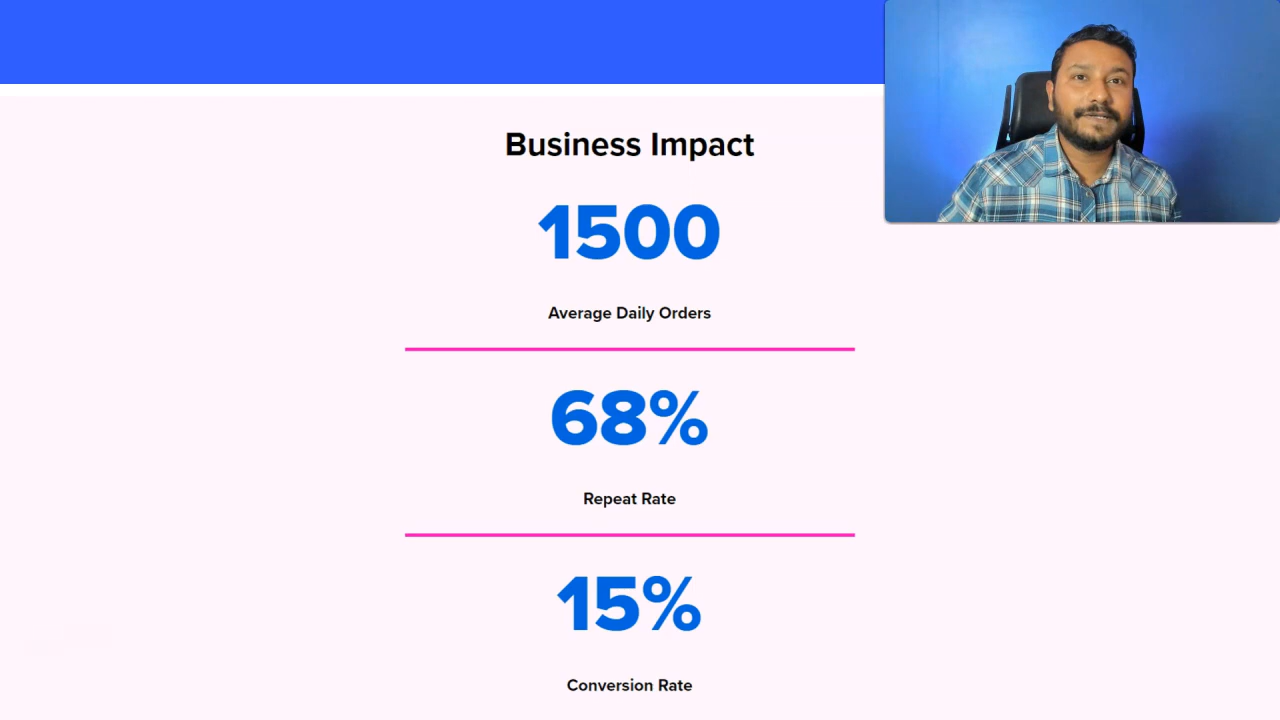 Business Impact
1500
Average Daily Orders
68%
Repeat Rate
15%
Conversion Rate